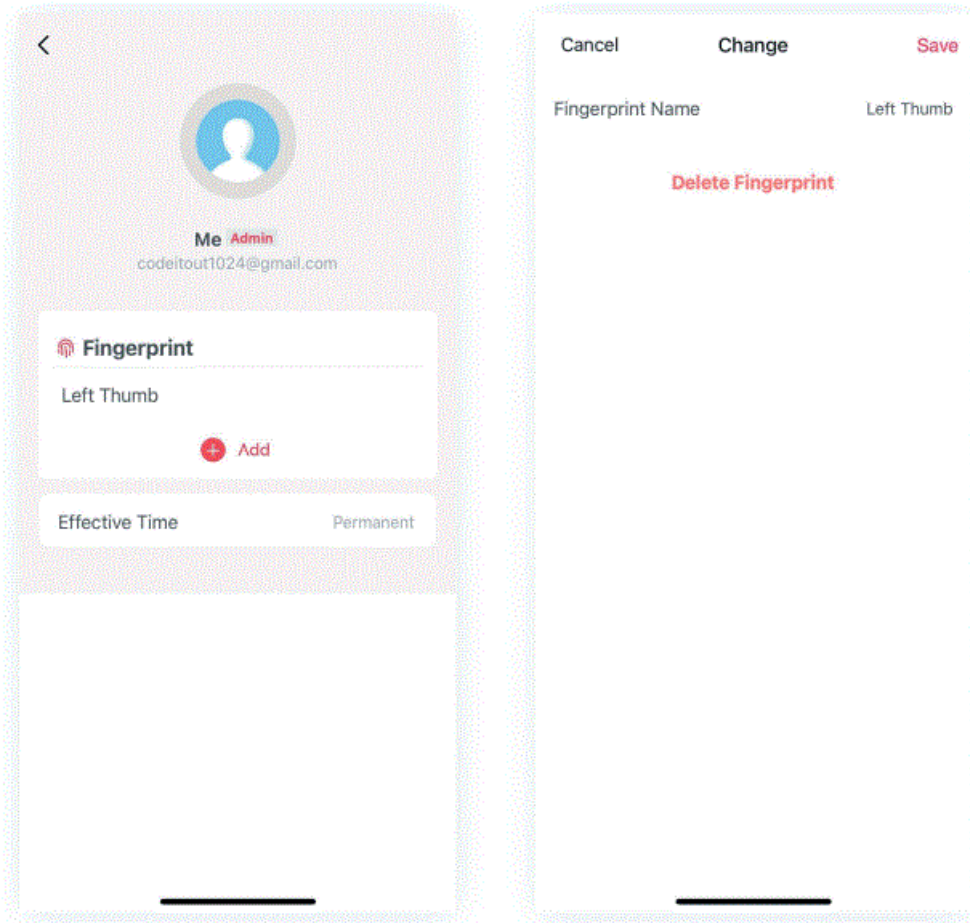 Me Admin
codeitout1024@gmail.com
Fingerprint
Left Thumb
Add
Effective Time Permanent
Cancel Change Save
Fingerprint Name Left Thumb
Delete Fingerprint